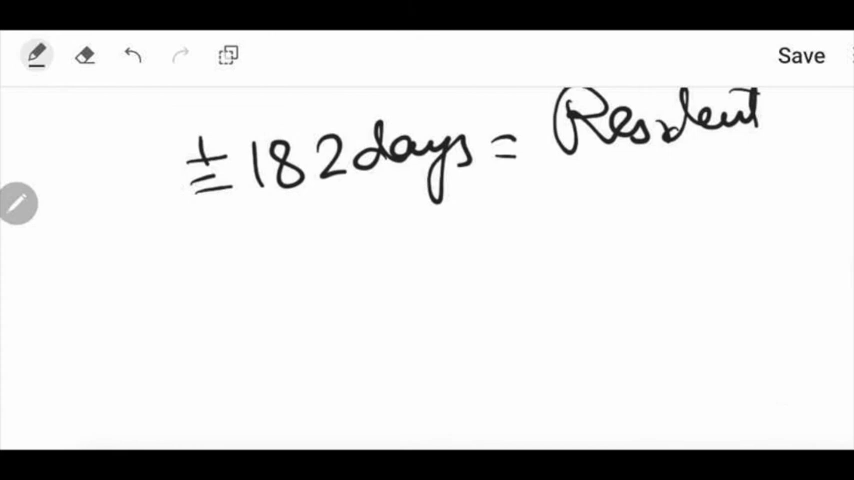 Save
± 182 days = Resident